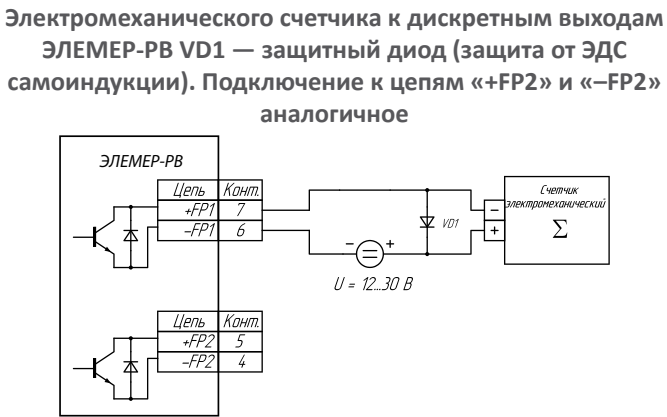 Электромеханического счетчика к дискретным выходам
ЭЛЕМЕР-РВ VD1 — защитный диод (защита от ЭДС
самоиндукции). Подключение к цепям «+FP2» и «–FP2»
аналогичное
ЭЛЕМЕР-РВ
Цепь Конт.
+FP1 7
–FP1 6
VD1
– +
U = 12...30 В
Счетчик
электромеханический
–
+
Σ
Цепь Конт.
+FP2 5
–FP2 4